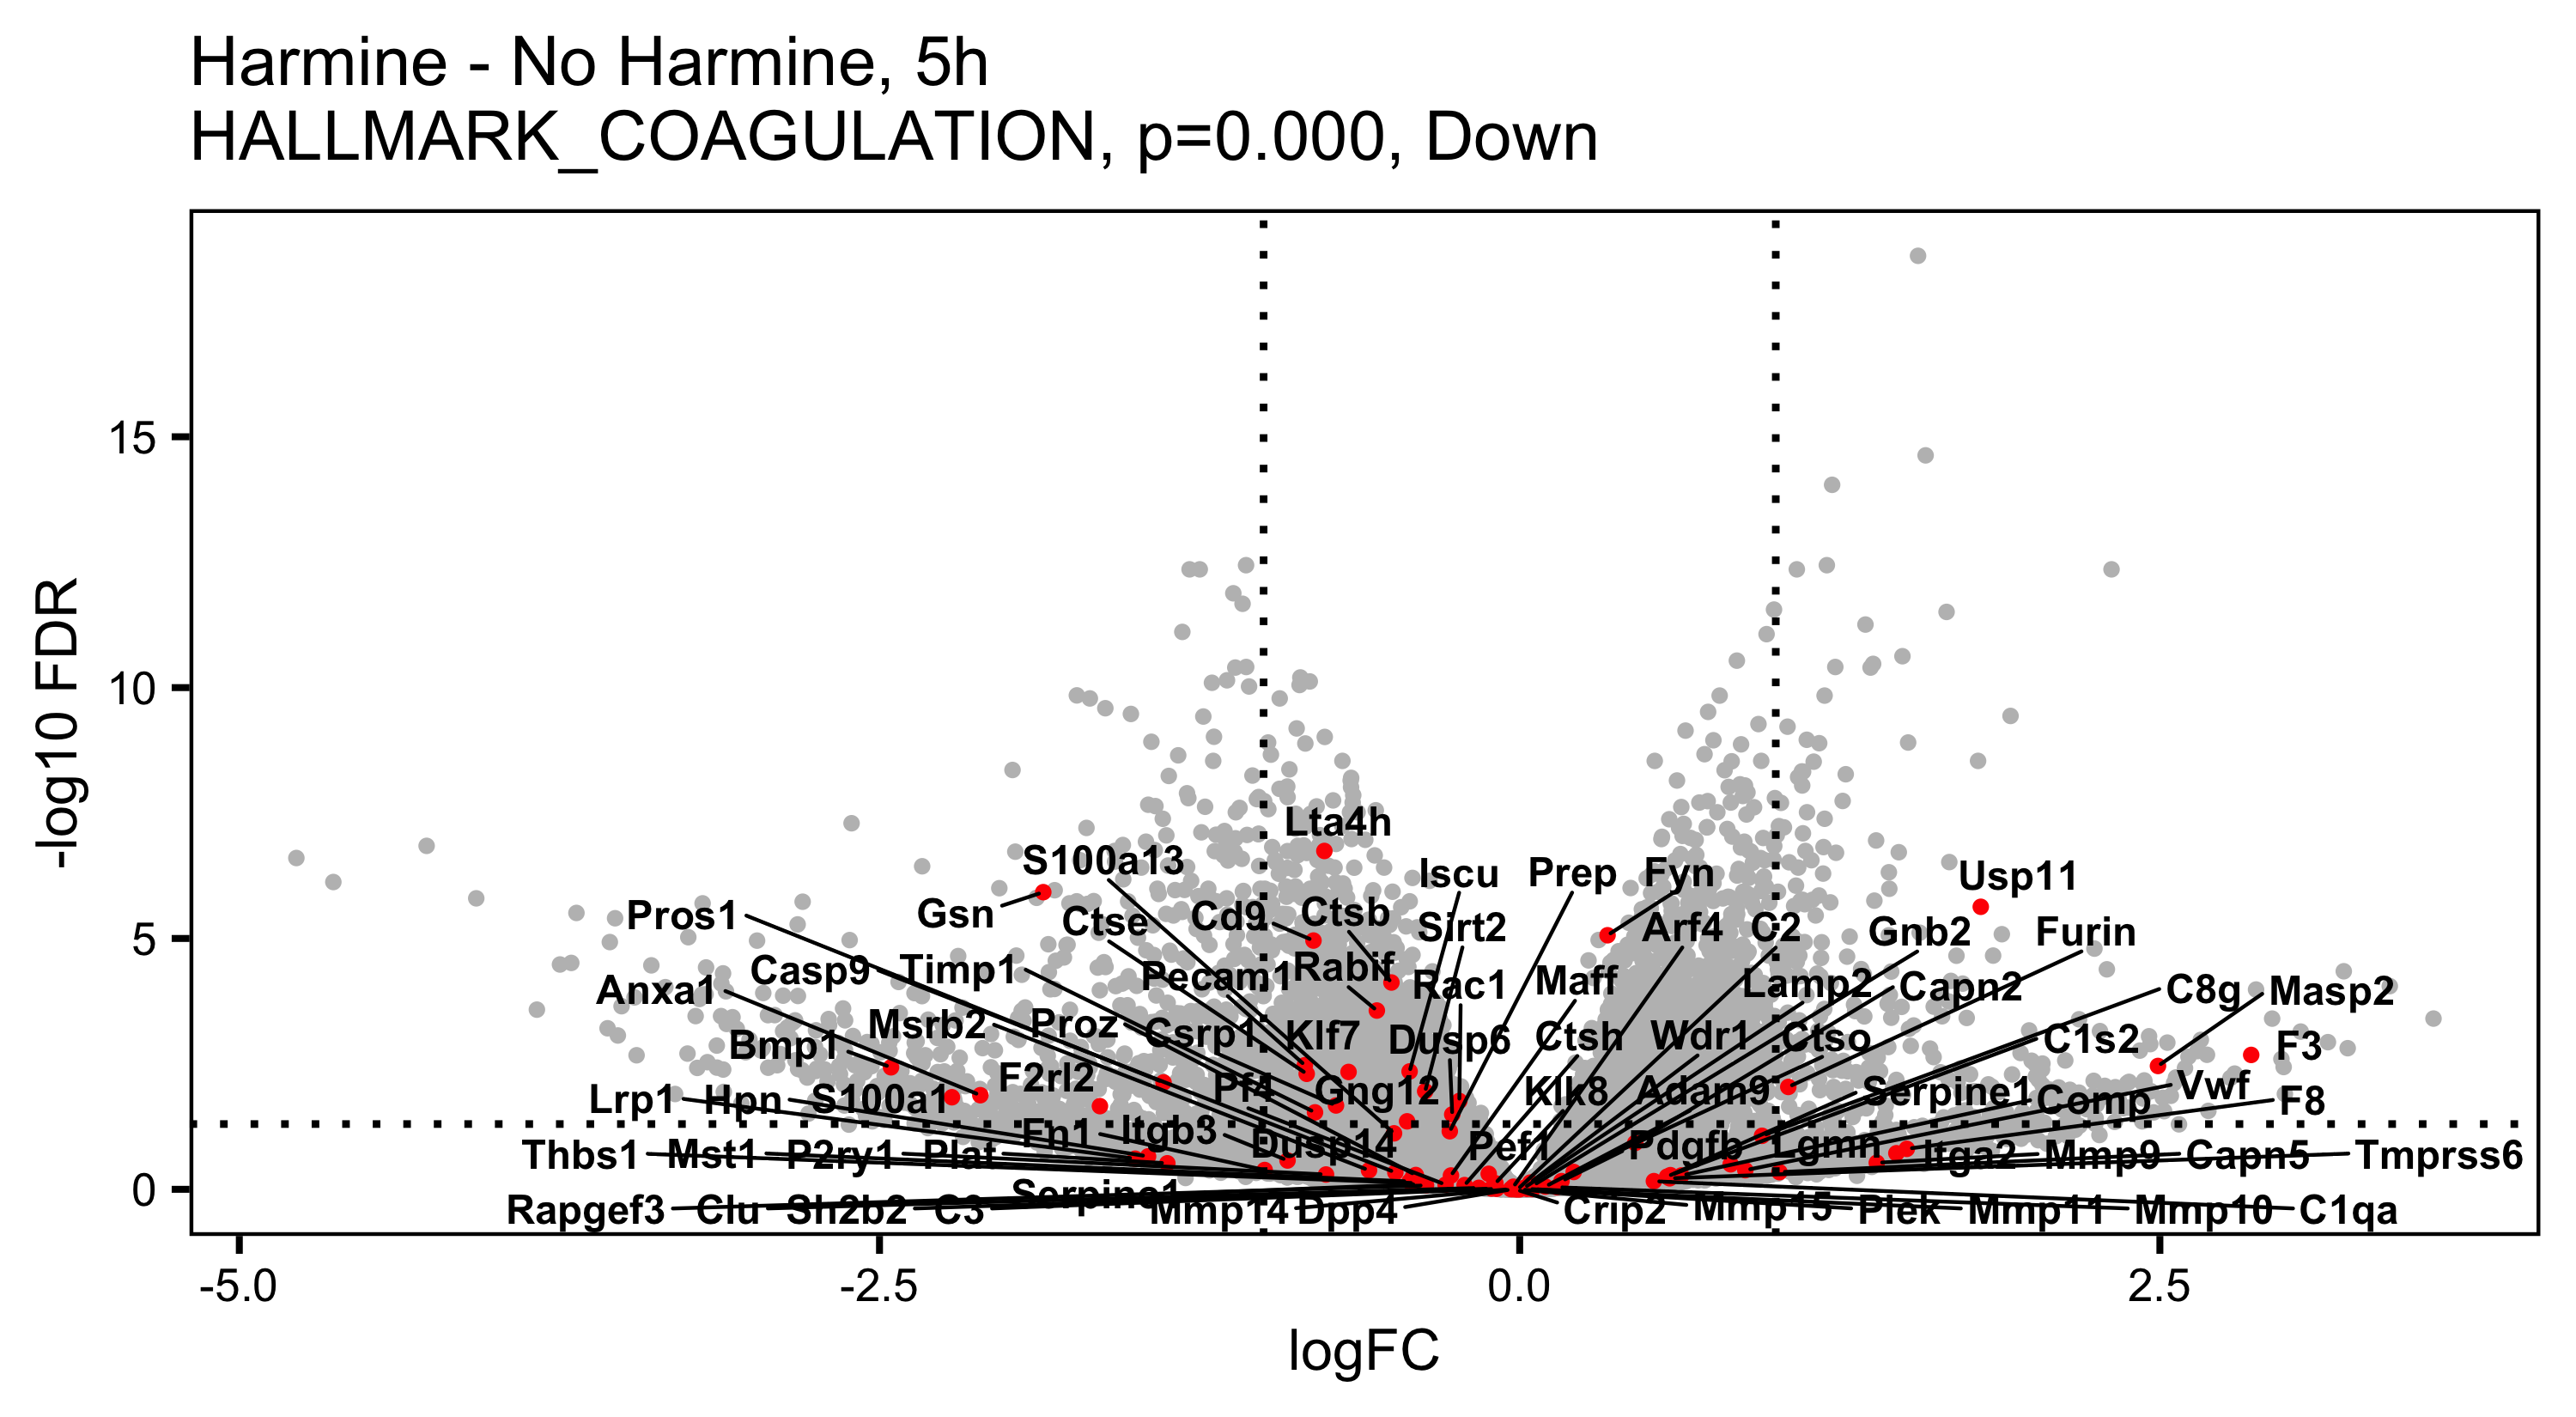 Harmine - No Harmine, 5h
HALLMARK_COAGULATION, p=0.000, Down
-log10 FDR
15
10
5
0
Lta4h
S100a13
Iscu
Prep
Fyn
Usp11
Gsn
Pros1
Ctse
Cd9
Ctsb
Sirt2
Arf4
C2
Gnb2
Furin
Casp9
Timp1
Pecam1
Rabif
Rac1
Maff
Lamp2
Capn2
C8g
Masp2
Anxa1
Msrb2
Proz
Csrp1
Klf7
Dusp6
Ctsh
Wdr1
Ctso
C1s2
F3
Bmp1
F2rl2
Pf4
Gng12
Klk8
Adam9
Serpine1
Comp
Vwf
F8
Lrp1
Hpn
S100a1
Fn1
Itgb3
Dusp14
Pef1
Pdgfb
Lgmn
Itga2
Mmp9
Capn5
Tmprss6
Thbs1
Mst1
P2ry1
Plat
Serping1
Rapgef3
Clu
Sh2b2
C3
Mmp14
Dpp4
Crip2
Mmp15
Plek
Mmp11
Mmp10
C1qa
-5.0
-2.5
0.0
2.5
logFC